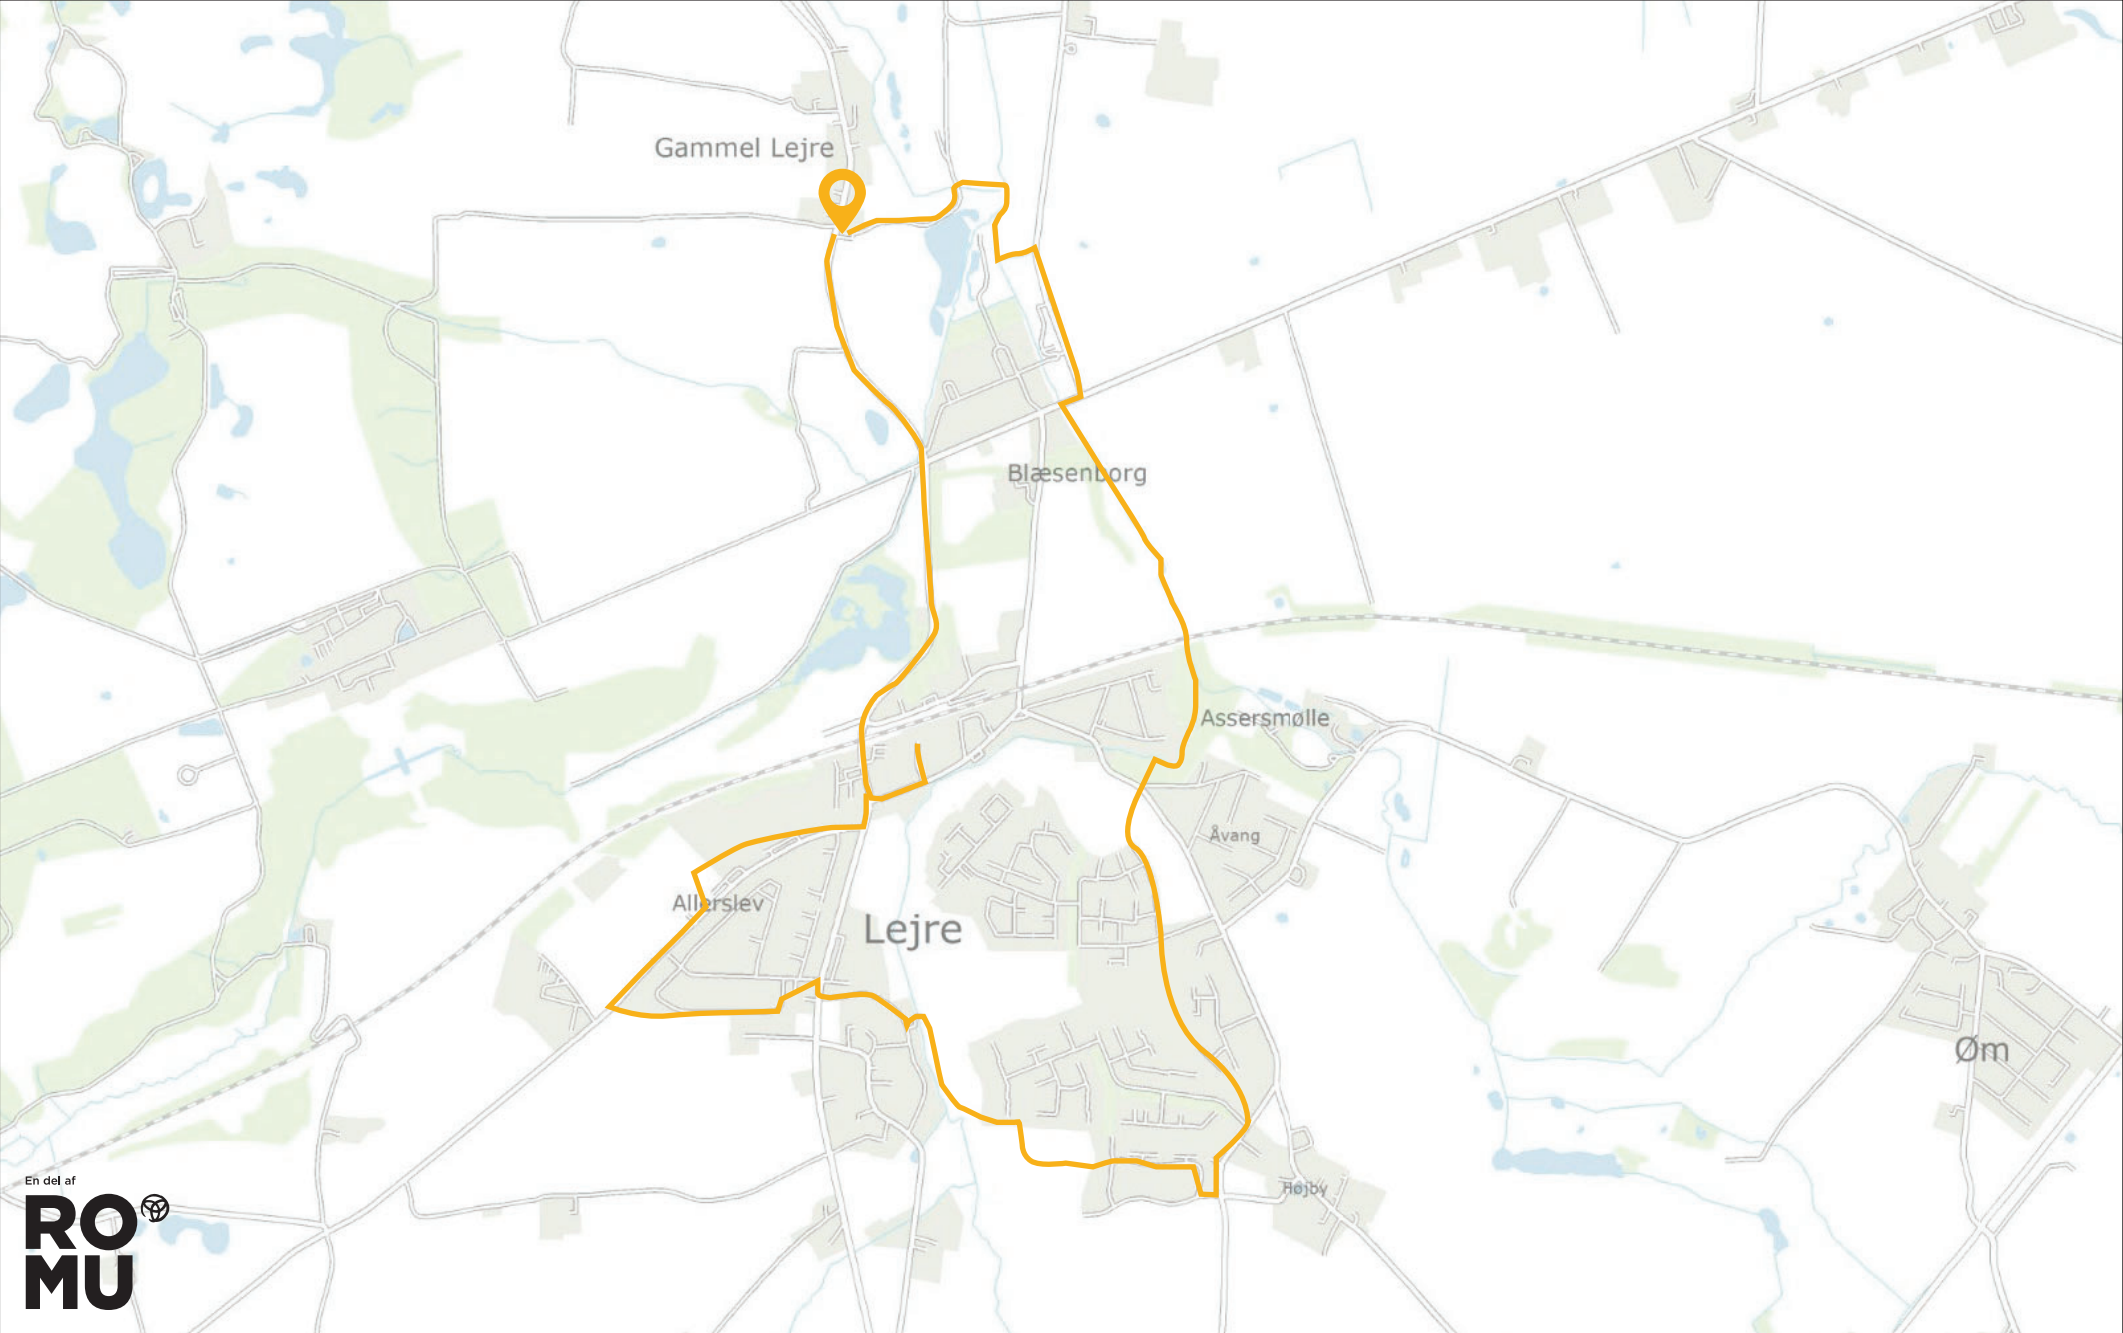 Gammel Lejre
Blæsenborg
Assersmølle
Åvang
Allerslev
Lejre
Øm
Højby
En del af
RO
MU